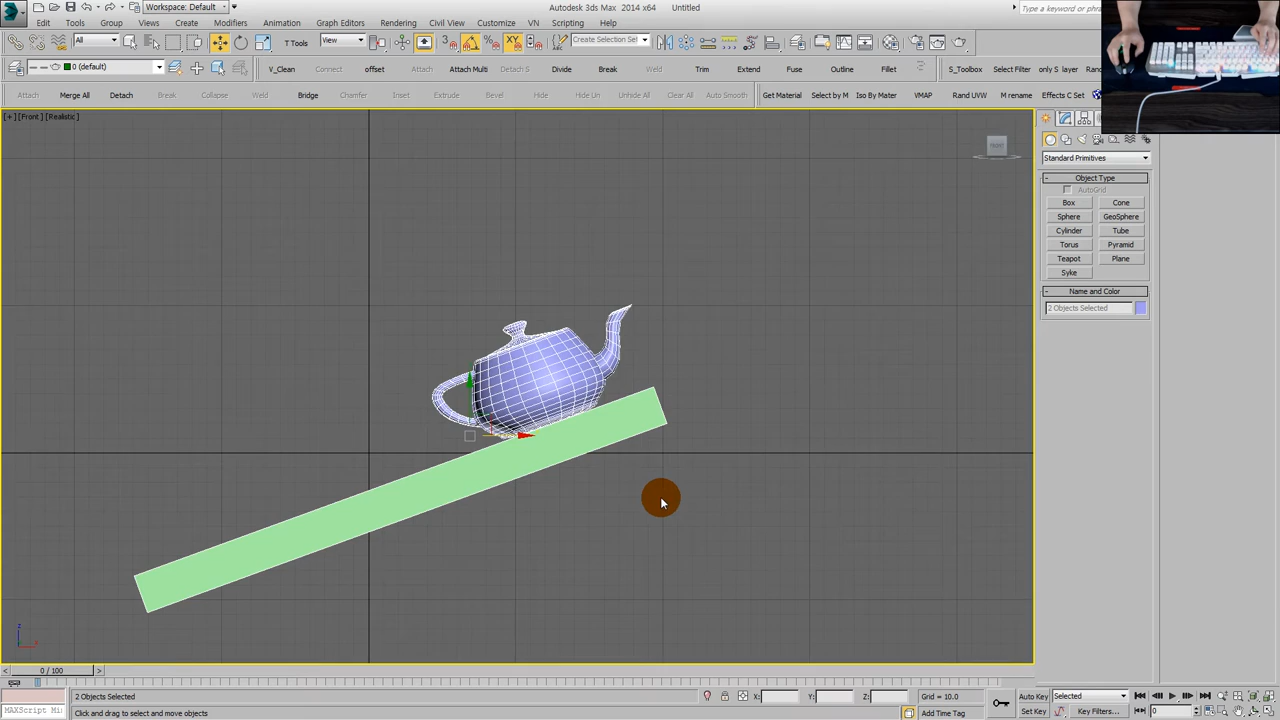 Autodesk 3ds Max 2014 x64 Untitled
Workspace: Default
Type a keyword or phrase
Edit Tools Group Views Create Modifiers Animation Graph Editors Rendering Civil View Customize VN Scripting Help
All T Tools View Create Selection Se
0 (default) V_Clean Connect offset Attach Attach Multi Detach S Divide Break Trim Extend Fuse Outline Fillet S_Toolbox Select Filter only S layer
Attach Merge All Detach Break Collapse Bridge Chamfer Insert Extrude Hide Hide Un Unhide All Clear All Auto Smooth Get Material Select by M Iso By Mater VMAP Rand UVW M rename Effects C set
[+] [Front] [Realistic]
FRONT
Standard Primitives
- Object Type
AutoGrid
Box Cone
Sphere GeoSphere
Cylinder Tube
Torus Pyramid
Teapot Plane
Syke
- Name and Color
2 Objects Selected
z
x
< 0 / 100 >
2 Objects Selected X: Y: Z: Grid = 10.0 Auto Key Selected
MAXScript Mi Click and drag to select and move objects Add Time Tag Set Key Key Filters... 0